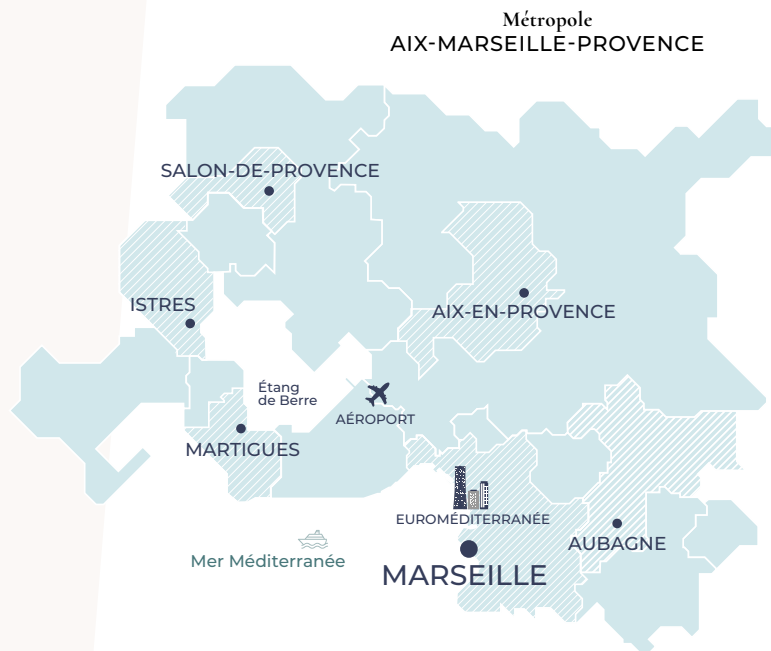 Métropole
AIX-MARSEILLE-PROVENCE
SALON-DE-PROVENCE
ISTRES
AIX-EN-PROVENCE
Étang
de Berre
AÉROPORT
MARTIGUES
EUROMÉDITERRANÉE
AUBAGNE
Mer Méditerranée
MARSEILLE